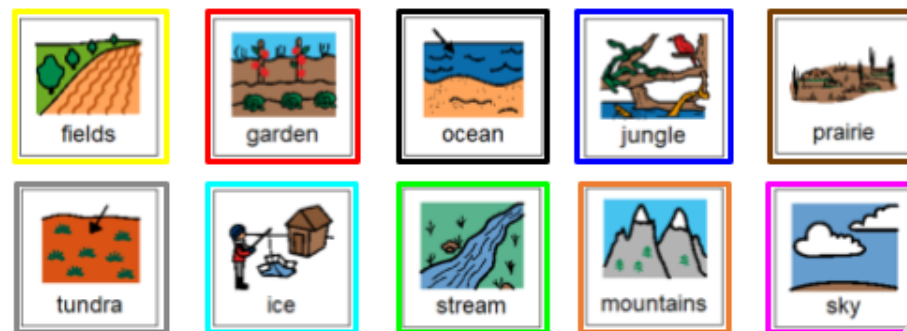 fields
garden
ocean
jungle
prairie
tundra
ice
stream
mountains
sky